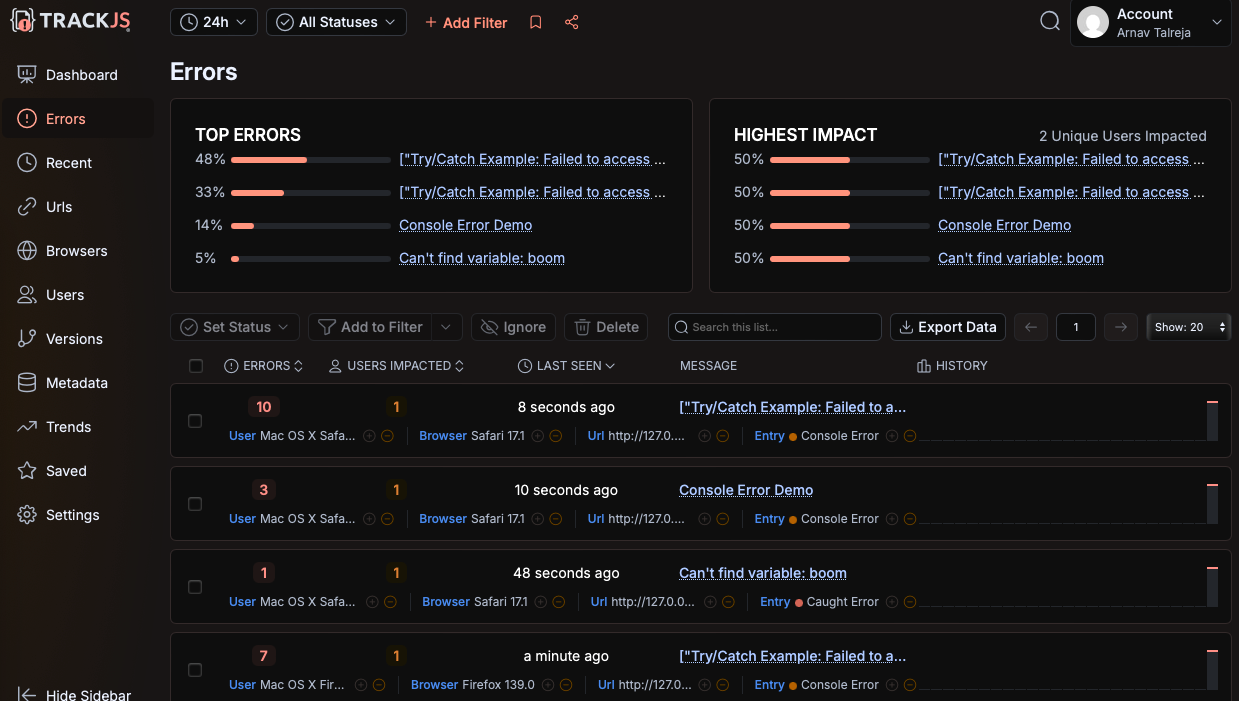 TRACKJS
24h
All Statuses
+ Add Filter
Account
Arnav Talreja
Dashboard
Errors
Recent
Urls
Browsers
Users
Versions
Metadata
Trends
Saved
Settings
Hide Sidebar
Errors
TOP ERRORS
48% ["Try/Catch Example: Failed to access ...
33% ["Try/Catch Example: Failed to access ...
14% Console Error Demo
5% Can't find variable: boom
HIGHEST IMPACT 2 Unique Users Impacted
50% ["Try/Catch Example: Failed to access ...
50% ["Try/Catch Example: Failed to access ...
50% Console Error Demo
50% Can't find variable: boom
Set Status Add to Filter Ignore Delete Search this list... Export Data 1 Show: 20
ERRORS USERS IMPACTED LAST SEEN MESSAGE HISTORY
10 1 8 seconds ago ["Try/Catch Example: Failed to a...
User Mac OS X Safa... Browser Safari 17.1 Url http://127.0.... Entry Console Error
3 1 10 seconds ago Console Error Demo
User Mac OS X Safa... Browser Safari 17.1 Url http://127.0.... Entry Console Error
1 1 48 seconds ago Can't find variable: boom
User Mac OS X Safa... Browser Safari 17.1 Url http://127.0.0... Entry Caught Error
7 1 a minute ago ["Try/Catch Example: Failed to a...
User Mac OS X Fir... Browser Firefox 139.0 Url http://127.0... Entry Console Error